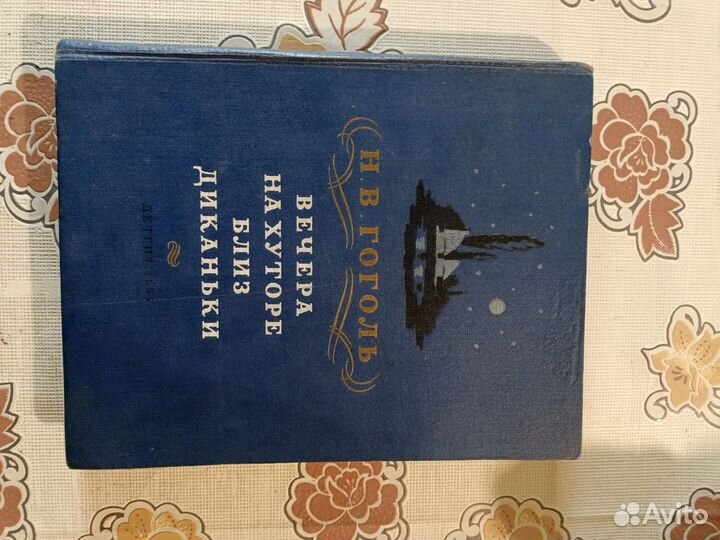 Н. В. ГОГОЛЬ
ВЕЧЕРА
НА ХУТОРЕ
БЛИЗ
ДИКАНЬКИ
Avito